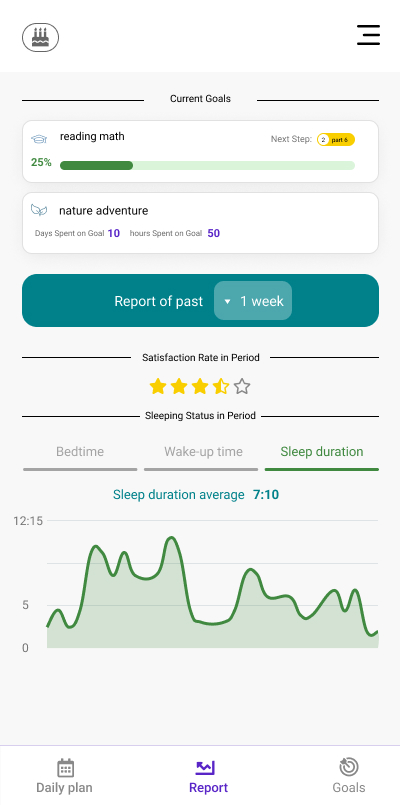 Current Goals
reading math
Next Step: 2 part 6
25%
nature adventure
Days Spent on Goal 10 hours Spent on Goal 50
Report of past ▾ 1 week
Satisfaction Rate in Period
Sleeping Status in Period
Bedtime Wake-up time Sleep duration
Sleep duration average 7:10
12:15
5
0
Daily plan Report Goals